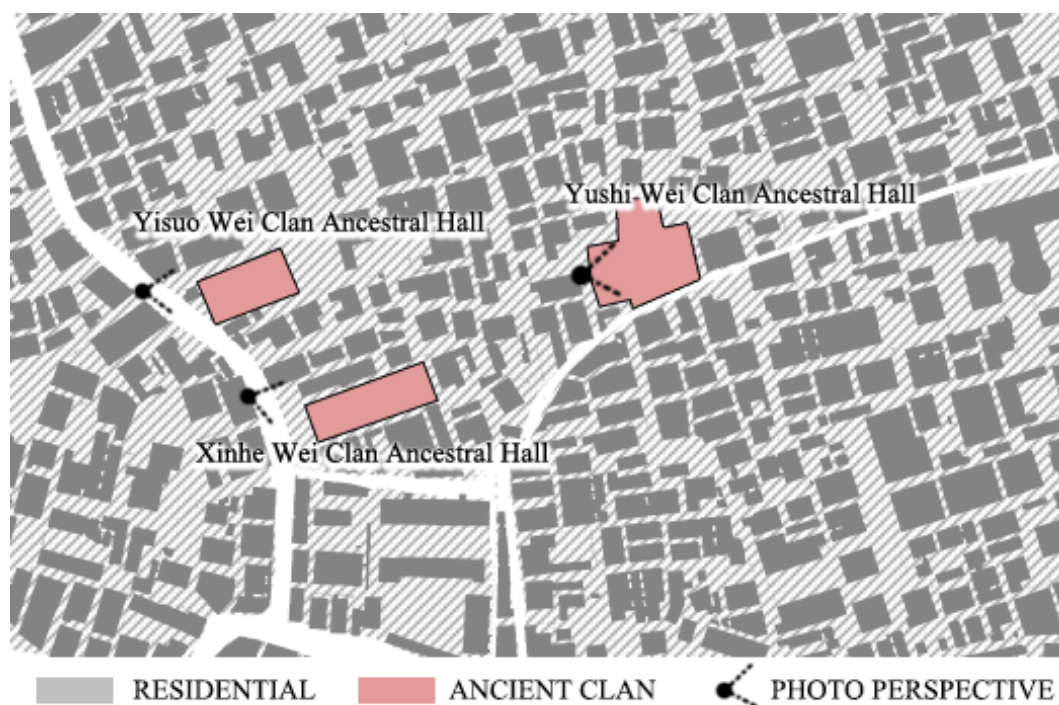 Yushi Wei Clan Ancestral Hall
Yisuo Wei Clan Ancestral Hall
Xinhe Wei Clan Ancestral Hall
RESIDENTIAL
ANCIENT CLAN
PHOTO PERSPECTIVE